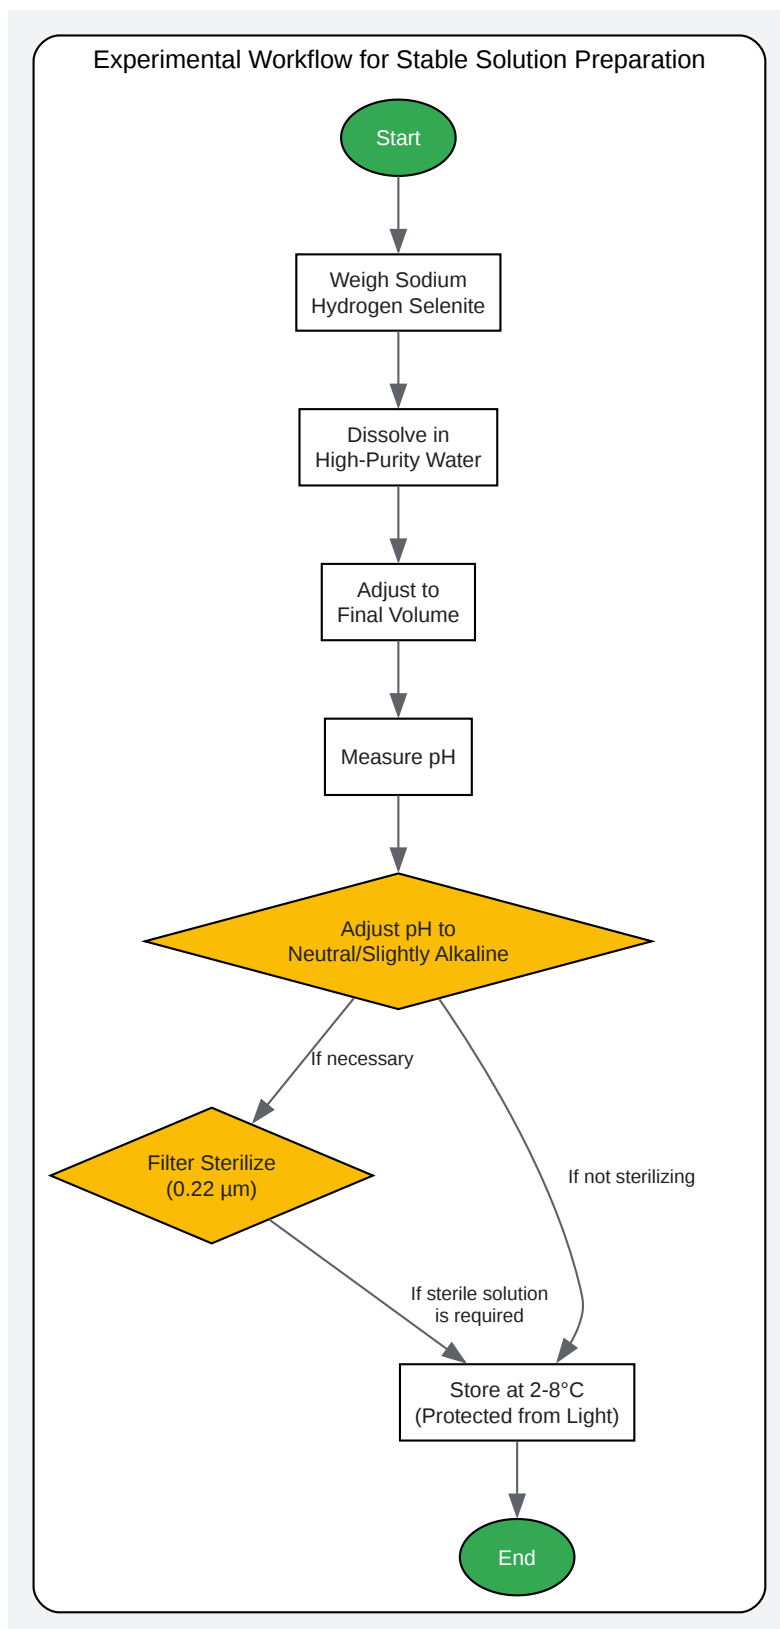 Experimental Workflow for Stable Solution Preparation
Start
Weigh Sodium
Hydrogen Selenite
Dissolve in
High-Purity Water
Adjust to
Final Volume
Measure pH
Adjust pH to
Neutral/Slightly Alkaline
If necessary
Filter Sterilize
(0.22 µm)
If not sterilizing
If sterile solution
is required
Store at 2-8°C
(Protected from Light)
End